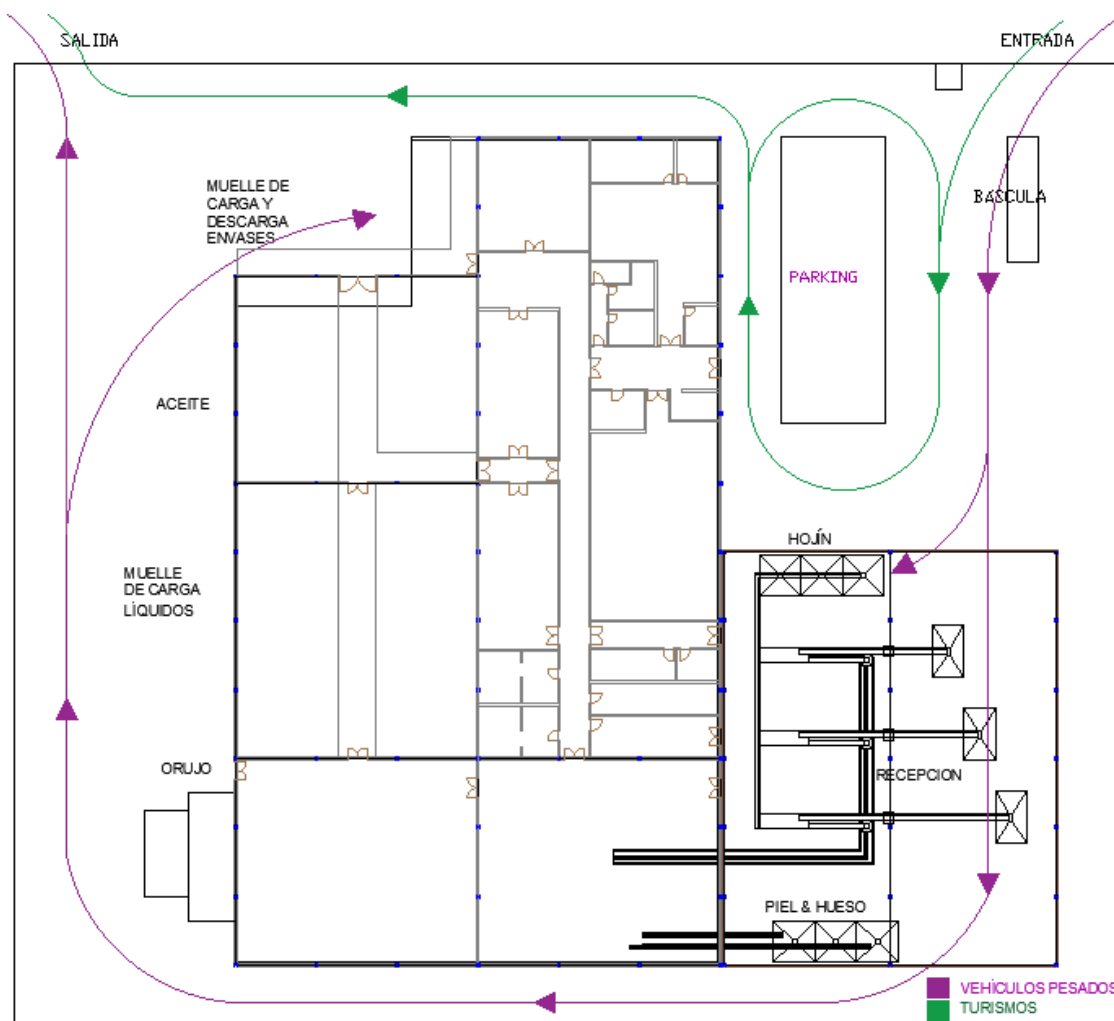 SALIDA
ENTRADA
MUELLE DE
CARGA Y
DESCARGA
ENVASES
BÁSCULA
PARKING
ACEITE
HOJÍN
MUELLE
DE CARGA
LÍQUIDOS
ORUJO
RECEPCION
PIEL & HUESO
VEHÍCULOS PESADOS
TURISMOS